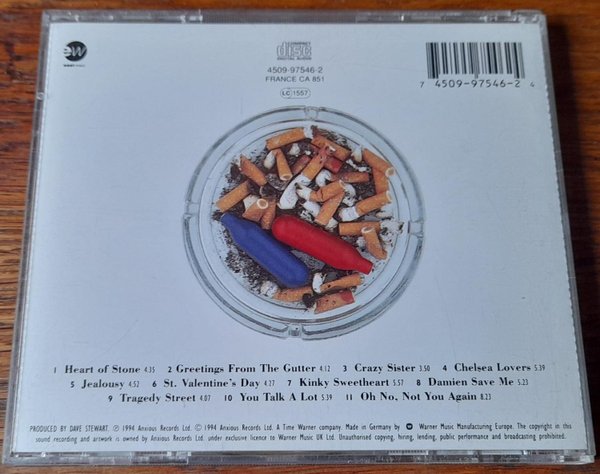 ew
COMPACT
disc
DIGITAL AUDIO
4509-97546-2
FRANCE CA 851
LC 1557
7 4509-97546-2 4
1 Heart of Stone 4.35 2 Greetings From The Gutter 4.12 3 Crazy Sister 3.50 4 Chelsea Lovers 5.39
5 Jealousy 4.52 6 St. Valentine's Day 4.27 7 Kinky Sweetheart 5.57 8 Damien Save Me 5.23
9 Tragedy Street 4.07 10 You Talk A Lot 5.39 11 Oh No, Not You Again 8.23
PRODUCED BY DAVE STEWART. ℗ 1994 Anxious Records Ltd. © 1994 Anxious Records Ltd. A Time Warner company. Made in Germany by Warner Music Manufacturing Europe. The copyright in this
sound recording and artwork is owned by Anxious Records Ltd. under exclusive licence to Warner Music UK Ltd. Unauthorised copying, hiring, lending, public performance and broadcasting prohibited.